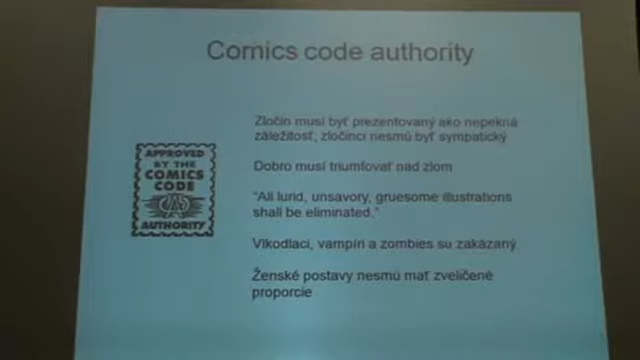 Comics code authority
Zločin musí byť prezentovaný ako nepekná
záležitosť, zločinci nesmú byť sympatický
APPROVED
BY THE
COMICS
CODE
AUTHORITY
Dobro musí triumfovať nad zlom
"All lurid, unsavory, gruesome illustrations
shall be eliminated."
Vlkodlaci, vampíri a zombies su zakázaný
Ženské postavy nesmú mať zveličené
proporcie